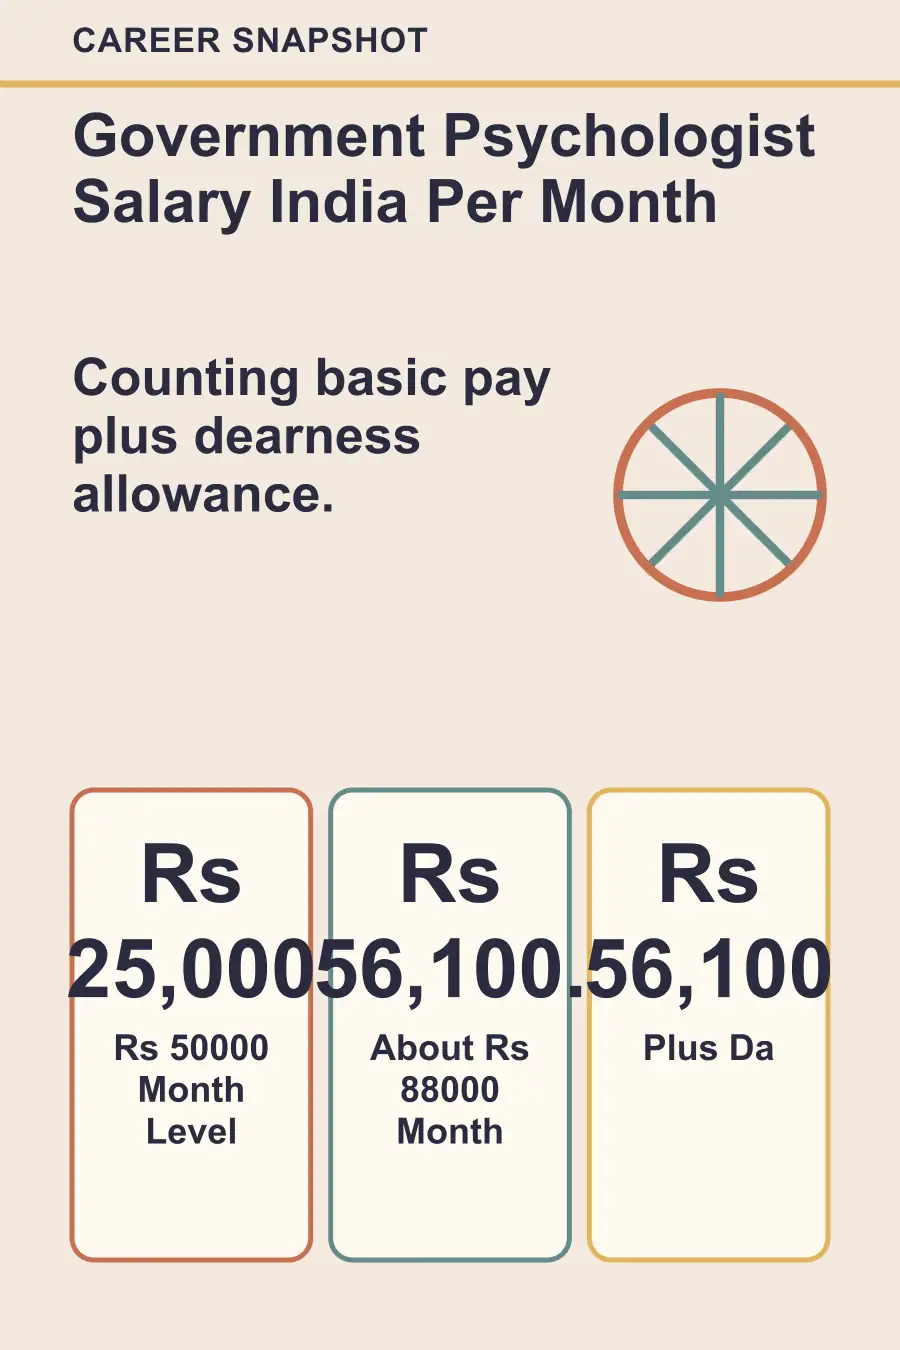 CAREER SNAPSHOT
Government Psychologist
Salary India Per Month
Counting basic pay
plus dearness
allowance.
Rs
25,000
Rs 50000
Month
Level
Rs
56,100.
About Rs
88000
Month
Rs
56,100
Plus Da